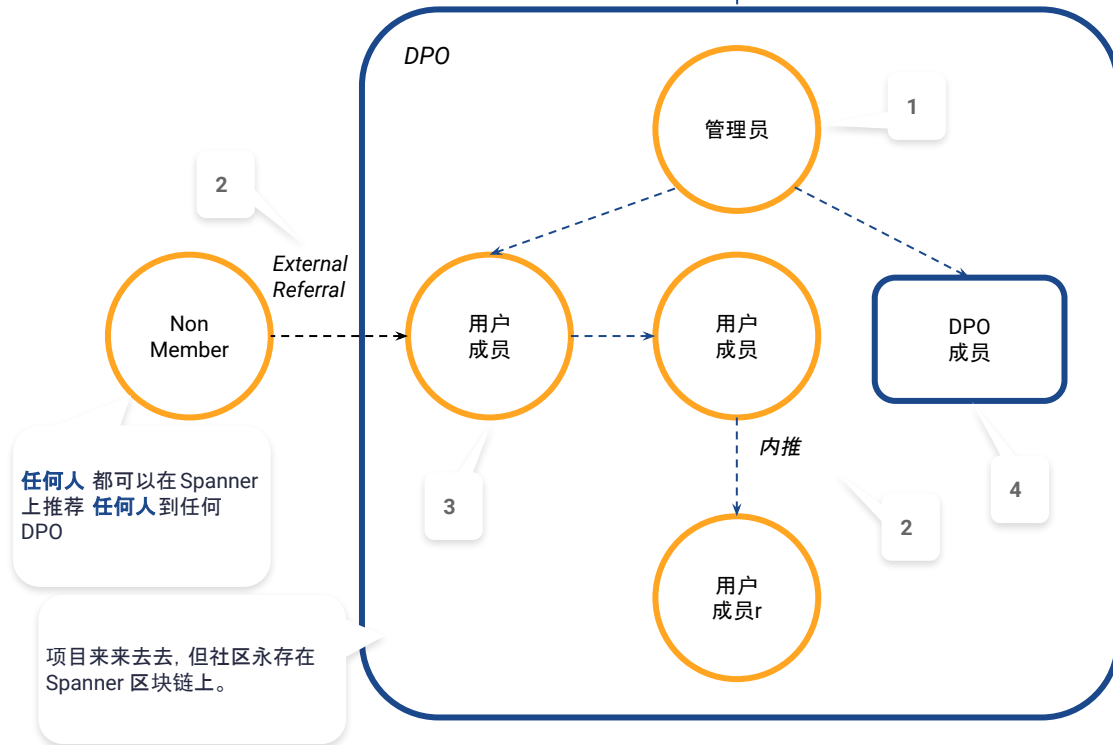 DPO
管理员
1
2
External
Referral
Non
Member
用户
成员
用户
成员
DPO
成员
内推
任何人 都可以在 Spanner
上推荐 任何人到任何
DPO
3
4
2
用户
成员r
项目来来去去, 但社区永存在
Spanner 区块链上。